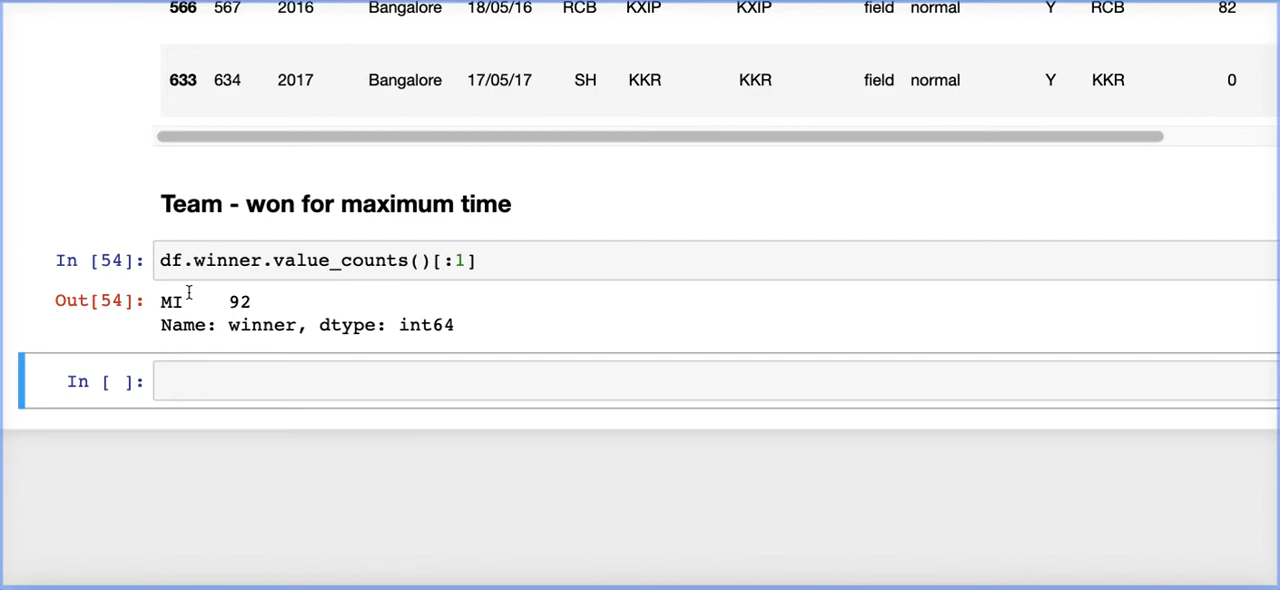 566 567 2016 Bangalore 18/05/16 RCB KXIP KXIP field normal Y RCB 82
633 634 2017 Bangalore 17/05/17 SH KKR KKR field normal Y KKR 0
Team - won for maximum time
In [54]: df.winner.value_counts()[:1]
Out[54]: MI 92
Name: winner, dtype: int64
In [ ]: